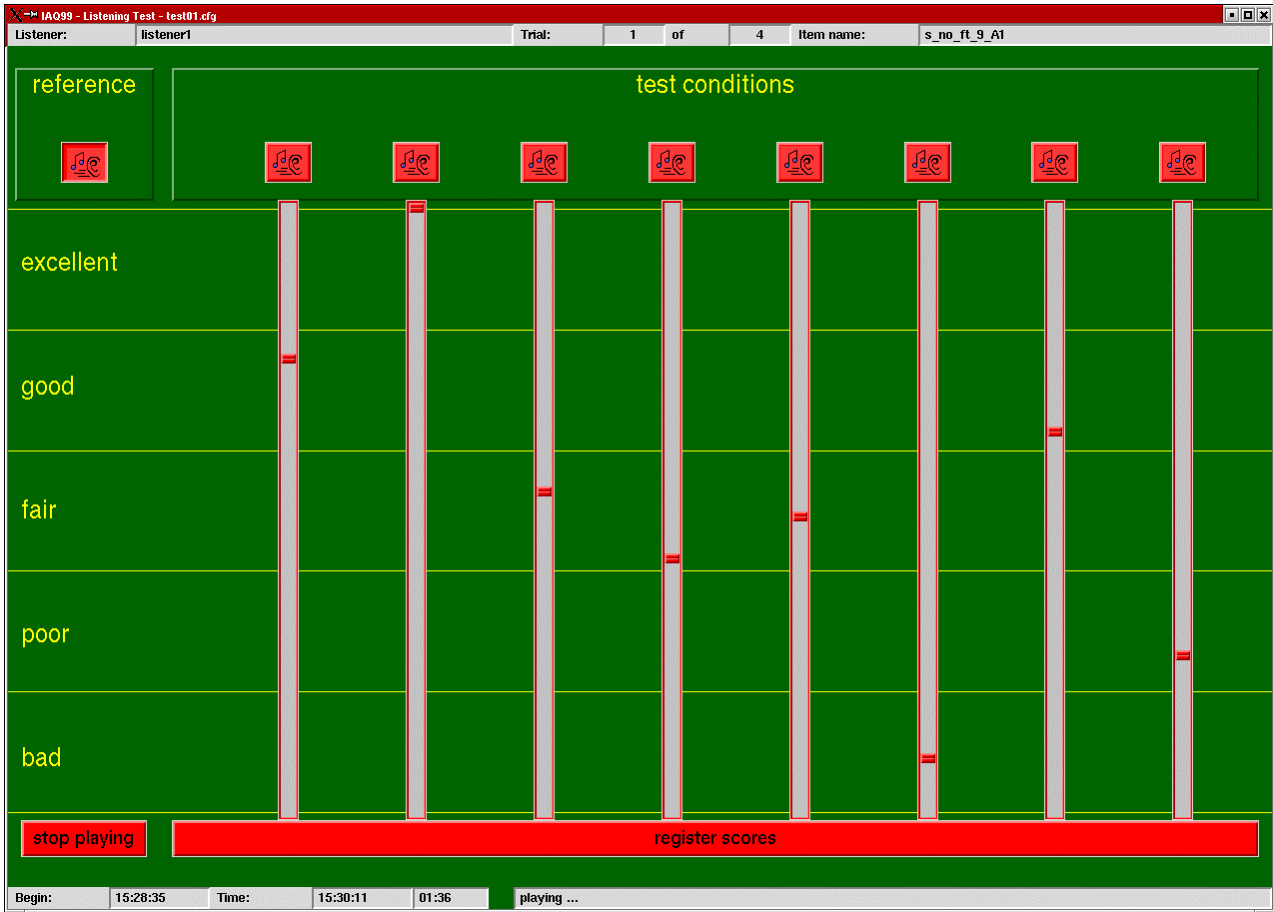 IAQ99 - Listening Test - test01.cfg
Listener: listener1 Trial: 1 of 4 Item name: s_no_ft_9_A1
reference test conditions
excellent
good
fair
poor
bad
stop playing register scores
Begin: 15:28:35 Time: 15:30:11 01:36 playing ...